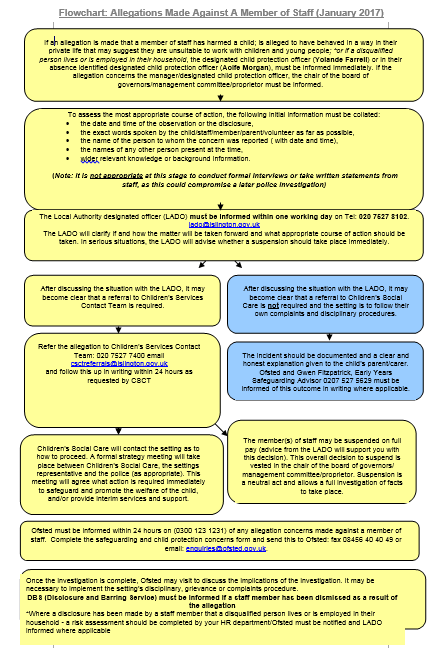 Flowchart: Allegations Made Against A Member of Staff (January 2017)
If an allegation is made that a member of staff has harmed a child; is alleged to have behaved in a way in their
private life that may suggest they are unsuitable to work with children and young people; *or if a disqualified
person lives or is employed in their household, the designated child protection officer (Yolande Farrell) or in their
absence identified designated child protection officer (Aoife Morgan), must be informed immediately. If the
allegation concerns the manager/designated child protection officer, the chair of the board of
governors/management committee/proprietor must be informed.
To assess the most appropriate course of action, the following initial information must be collated:
• the date and time of the observation or the disclosure,
• the exact words spoken by the child/staff/member/parent/volunteer as far as possible,
• the name of the person to whom the concern was reported ( with date and time),
• the names of any other person present at the time,
• wider relevant knowledge or background information.
(Note: It is not appropriate at this stage to conduct formal interviews or take written statements from
staff, as this could compromise a later police investigation)
The Local Authority designated officer (LADO) must be informed within one working day on Tel: 020 7527 8102.
lado@islington.gov.uk
The LADO will clarify if and how the matter will be taken forward and what appropriate course of action should be
taken. In serious situations, the LADO will advise whether a suspension should take place immediately.
After discussing the situation with the LADO, it may
become clear that a referral to Children's Services
Contact Team is required.
After discussing the situation with the LADO, it may
become clear that a referral to Children's Social
Care is not required and the setting is to follow their
own complaints and disciplinary procedures.
Refer the allegation to Children's Services Contact
Team: 020 7527 7400 email
csctreferrals@islington.gov.uk
and follow this up in writing within 24 hours as
requested by CSCT
The incident should be documented and a clear and
honest explanation given to the child's parent/carer.
Ofsted and Gwen Fitzpatrick, Early Years
Safeguarding Advisor 0207 527 5629 must be
informed of this outcome in writing where applicable.
Children's Social Care will contact the setting as to
how to proceed. A formal strategy meeting will take
place between Children's Social Care, the settings
representative and the police (as appropriate). This
meeting will agree what action is required immediately
to safeguard and promote the welfare of the child,
and/or provide interim services and support.
The member(s) of staff may be suspended on full
pay (advice from the LADO will support you with
this decision). This overall decision to suspend is
vested in the chair of the board of governors/
management committee/proprietor. Suspension is
a neutral act and allows a full investigation of facts
to take place.
Ofsted must be informed within 24 hours on (0300 123 1231) of any allegation concerns made against a member of
staff. Complete the safeguarding and child protection concerns form and send this to Ofsted: fax 08456 40 40 49 or
email: enquiries@ofsted.gov.uk.
Once the investigation is complete, Ofsted may visit to discuss the implications of the investigation. It may be
necessary to implement the setting's disciplinary, grievance or complaints procedure.
DBS (Disclosure and Barring Service) must be informed if a staff member has been dismissed as a result of
the allegation
*Where a disclosure has been made by a staff member that a disqualified person lives or is employed in their
household - a risk assessment should be completed by your HR department/Ofsted must be notified and LADO
informed where applicable